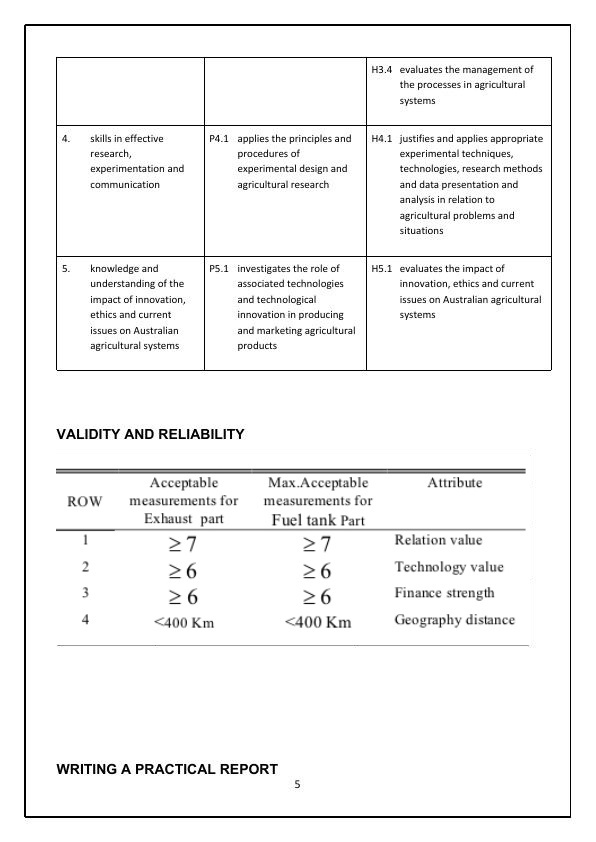 H3.4 evaluates the management of
the processes in agricultural
systems
4. skills in effective
research,
experimentation and
communication
P4.1 applies the principles and
procedures of
experimental design and
agricultural research
H4.1 justifies and applies appropriate
experimental techniques,
technologies, research methods
and data presentation and
analysis in relation to
agricultural problems and
situations
5. knowledge and
understanding of the
impact of innovation,
ethics and current
issues on Australian
agricultural systems
P5.1 investigates the role of
associated technologies
and technological
innovation in producing
and marketing agricultural
products
H5.1 evaluates the impact of
innovation, ethics and current
issues on Australian agricultural
systems
VALIDITY AND RELIABILITY
ROW
Acceptable
measurements for
Exhaust part
Max.Acceptable
measurements for
Fuel tank Part
Attribute
1 ≥ 7 ≥ 7 Relation value
2 ≥ 6 ≥ 6 Technology value
3 ≥ 6 ≥ 6 Finance strength
4 <400 Km <400 Km Geography distance
WRITING A PRACTICAL REPORT
5